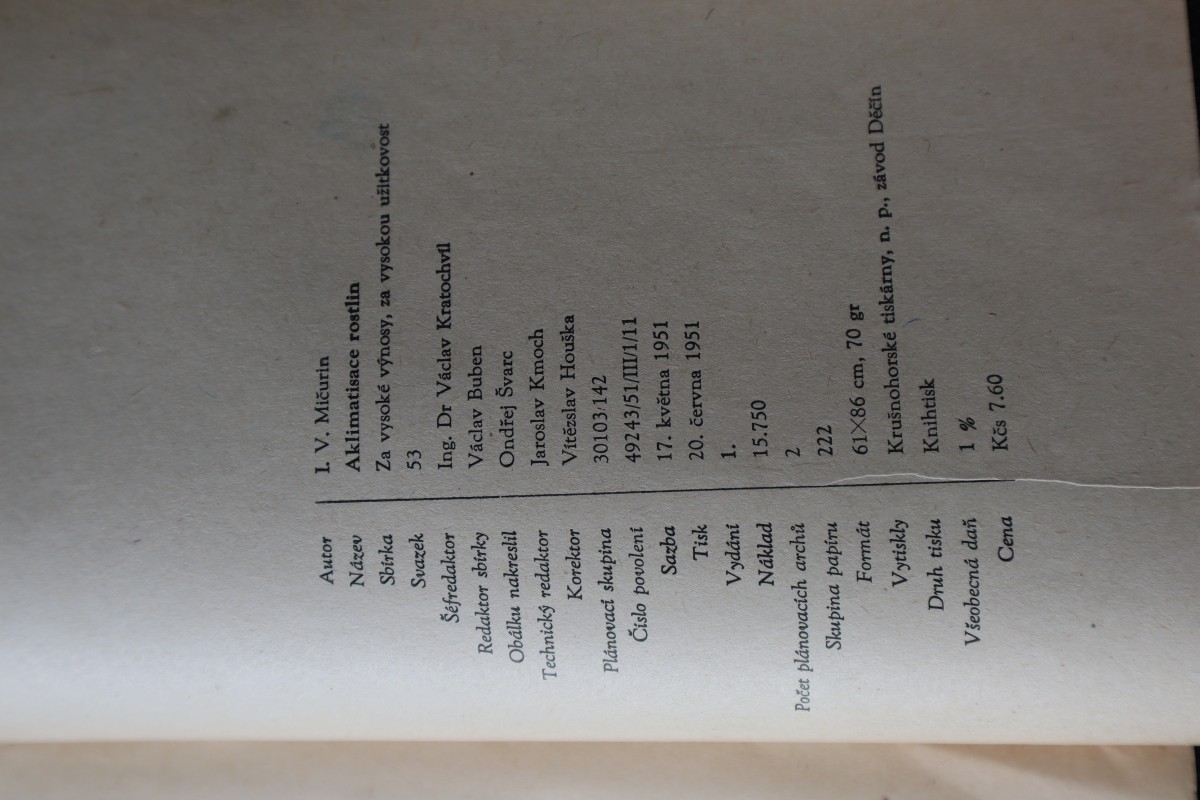 Autor I. V. Mičurin
Název Aklimatisace rostlin
Sbírka Za vysoké výnosy, za vysokou užitkovost
Svazek 53
Šéfredaktor Ing. Dr Václav Kratochvíl
Redaktor sbírky Václav Buben
Obálku nakreslil Ondřej Švarc
Technický redaktor Jaroslav Kmoch
Korektor Vítězslav Houška
Plánovací skupina 30103/142
Číslo povolení 49243/51/III/1/11
Sazba 17. května 1951
Tisk 20. června 1951
Vydání 1.
Náklad 15.750
Počet plánovacích archů 2
Skupina papíru 222
Formát 61×86 cm, 70 gr
Vytiskly Krušnohorské tiskárny, n. p., závod Děčín
Druh tisku Knihtisk
Všeobecná daň 1 %
Cena Kčs 7.60